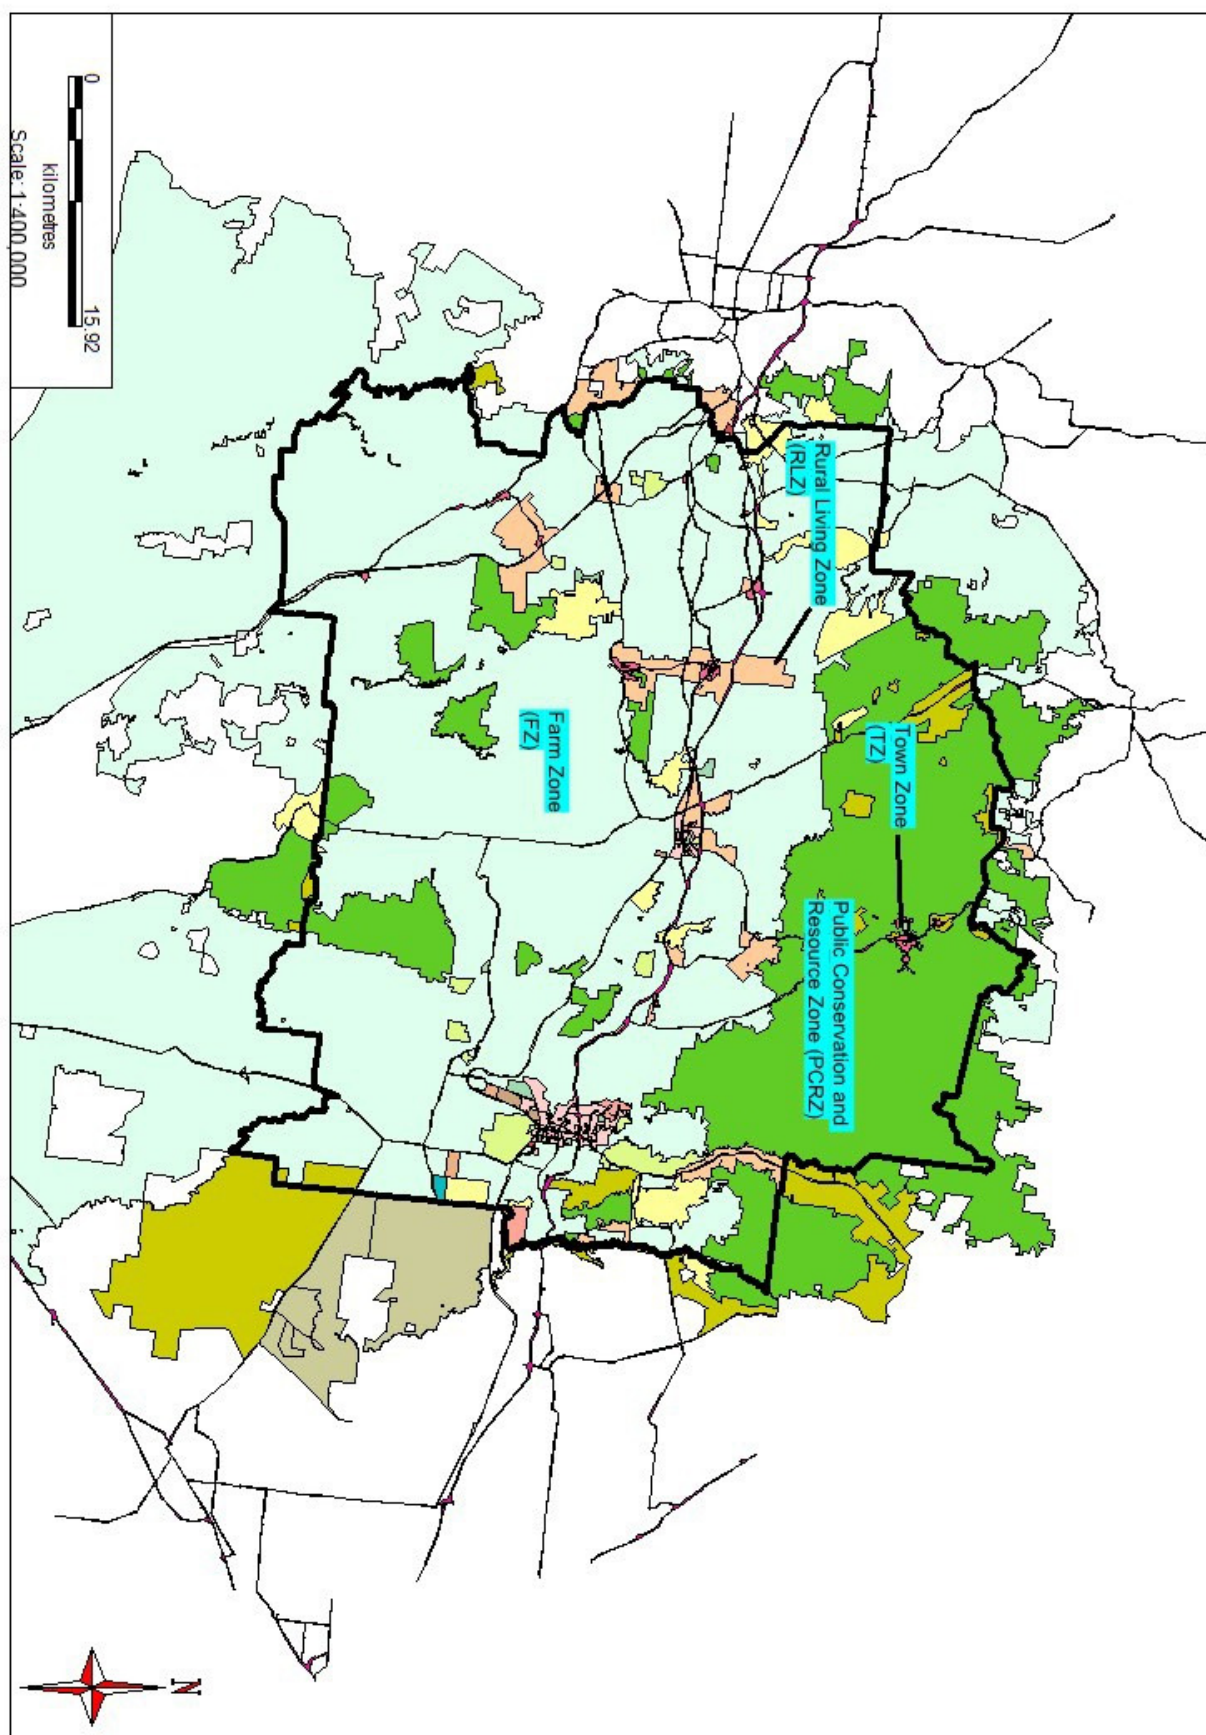 Rural Living Zone
(RLZ)
Town Zone
(TZ)
Farm Zone
(FZ)
Public Conservation and
Resource Zone (PCRZ)
0
15.92
kilometres
Scale: 1:400,000
N